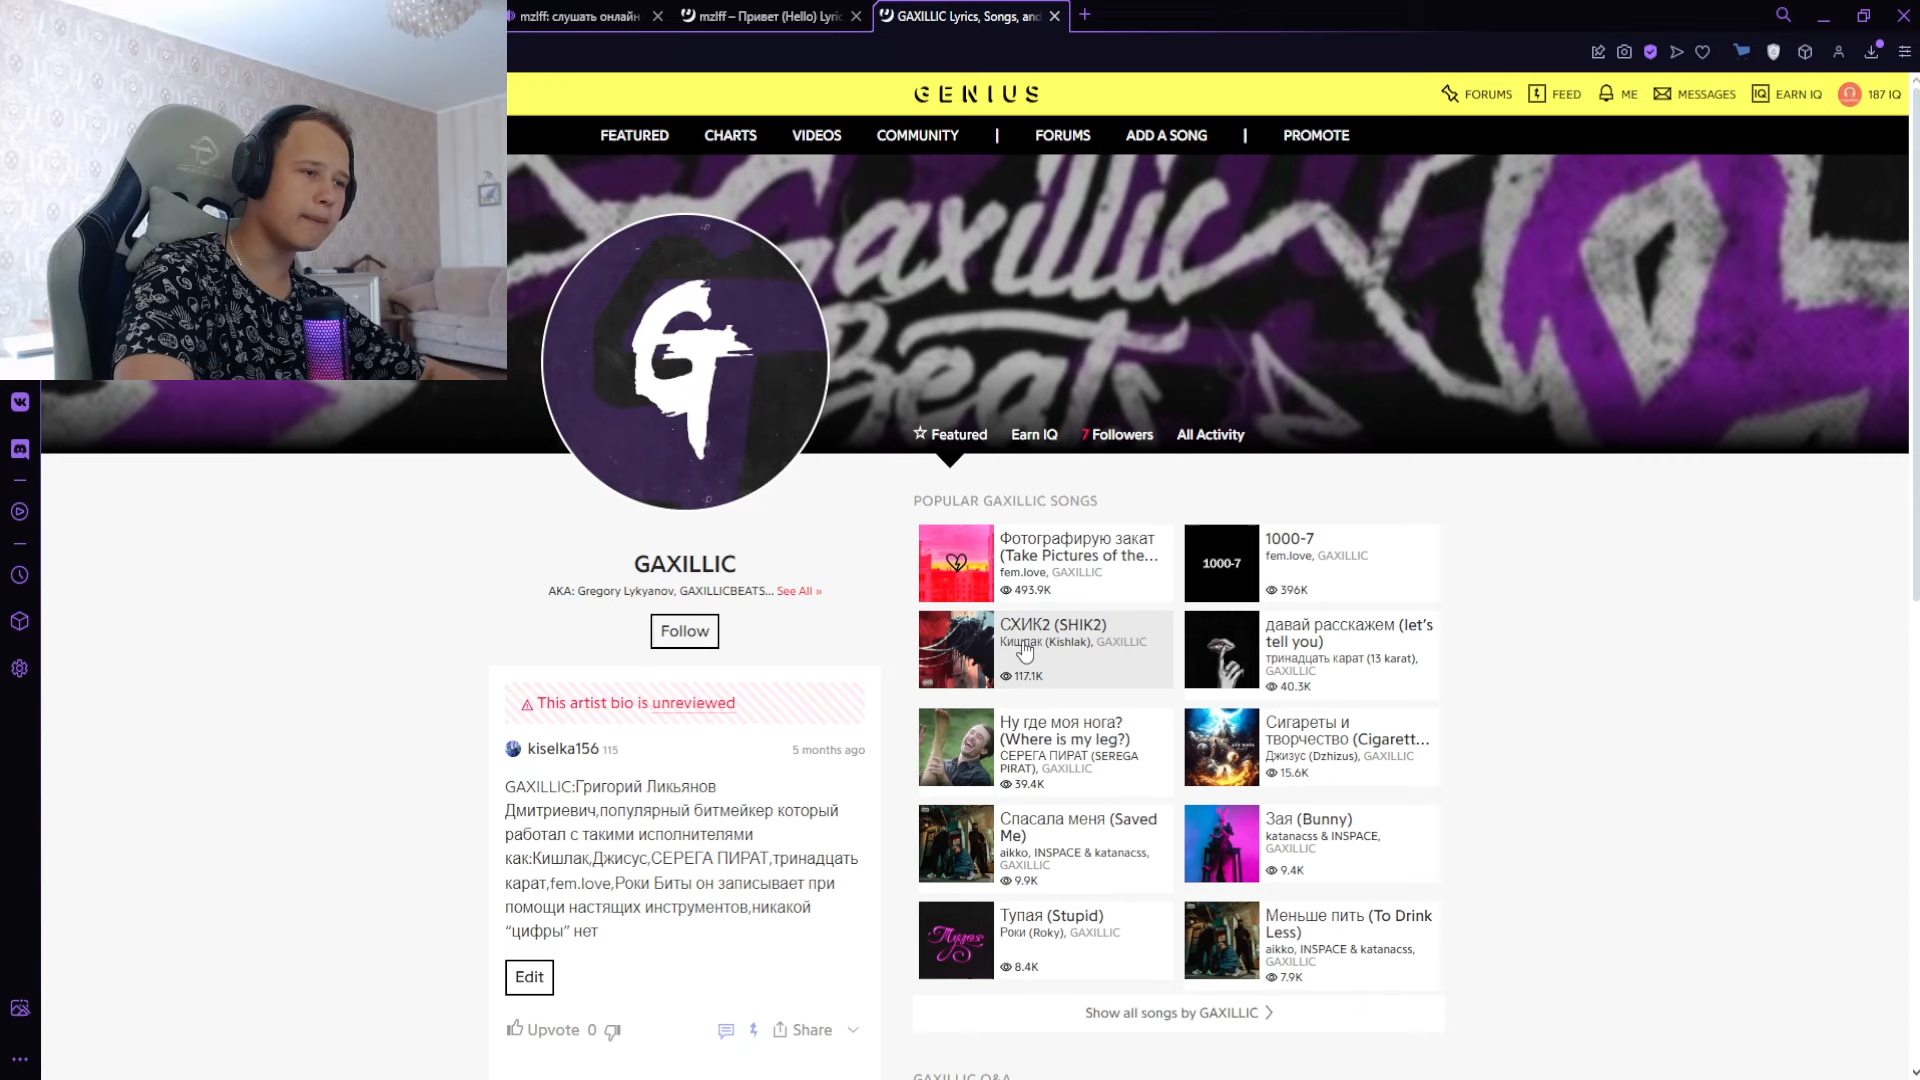 mzlff: слушать онлайн
mzlff – Привет (Hello) Lyric
GAXILLIC Lyrics, Songs, and
GENIUS
FORUMS
FEED
ME
MESSAGES
IQ EARN IQ
187 IQ
FEATURED
CHARTS
VIDEOS
COMMUNITY
|
FORUMS
ADD A SONG
|
PROMOTE
Gaxillic
Beats
G
Featured
Earn IQ
7 Followers
All Activity
GAXILLIC
AKA: Gregory Lykyanov, GAXILLICBEATS... See All »
Follow
This artist bio is unreviewed
kiselka156 115
5 months ago
GAXILLIC:Григорий Ликьянов
Дмитриевич,популярный битмейкер который
работал с такими исполнителями
как:Кишлак,Джисус,СЕРЕГА ПИРАТ,тринадцать
карат,fem.love,Роки Биты он записывает при
помощи настящих инструментов,никакой
“цифры” нет
Edit
Upvote 0
Share
POPULAR GAXILLIC SONGS
Фотографирую закат
(Take Pictures of the...
fem.love, GAXILLIC
493.9K
1000-7
1000-7
fem.love, GAXILLIC
396K
СХИК2 (SHIK2)
Кишлак (Kishlak), GAXILLIC
117.1K
давай расскажем (let’s
tell you)
тринадцать карат (13 karat),
GAXILLIC
40.3K
Ну где моя нога?
(Where is my leg?)
СЕРЕГА ПИРАТ (SEREGA
PIRAT), GAXILLIC
39.4K
Сигареты и
творчество (Cigarett...
Джизус (Dzhizus), GAXILLIC
15.6K
Спасала меня (Saved
Me)
aikko, INSPACE & katanacss,
GAXILLIC
9.9K
Зая (Bunny)
katanacss & INSPACE,
GAXILLIC
9.4K
Тупая
Тупая (Stupid)
Роки (Roky), GAXILLIC
8.4K
Меньше пить (To Drink
Less)
aikko, INSPACE & katanacss,
GAXILLIC
7.9K
Show all songs by GAXILLIC
GAXILLIC Q&A